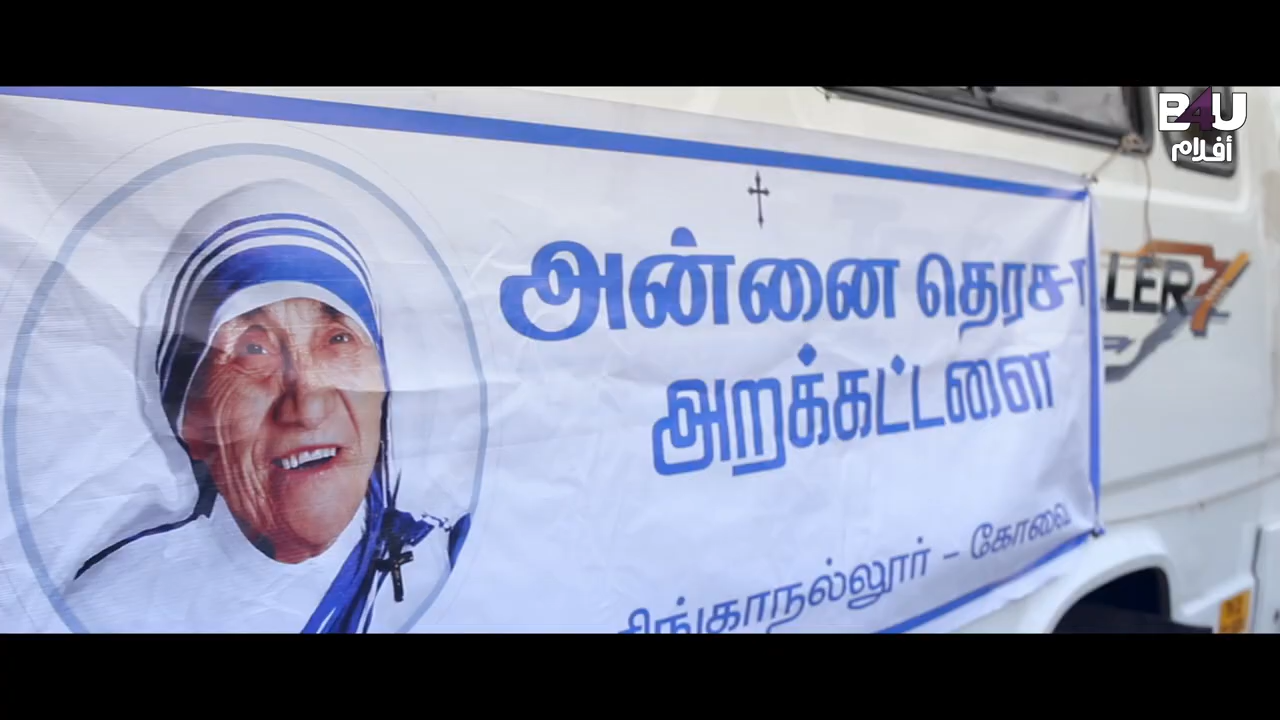 B4U
أفلام
அன்னை தெரசா
அறக்கட்டளை
சிங்காநல்லூர் – கோவை
LER